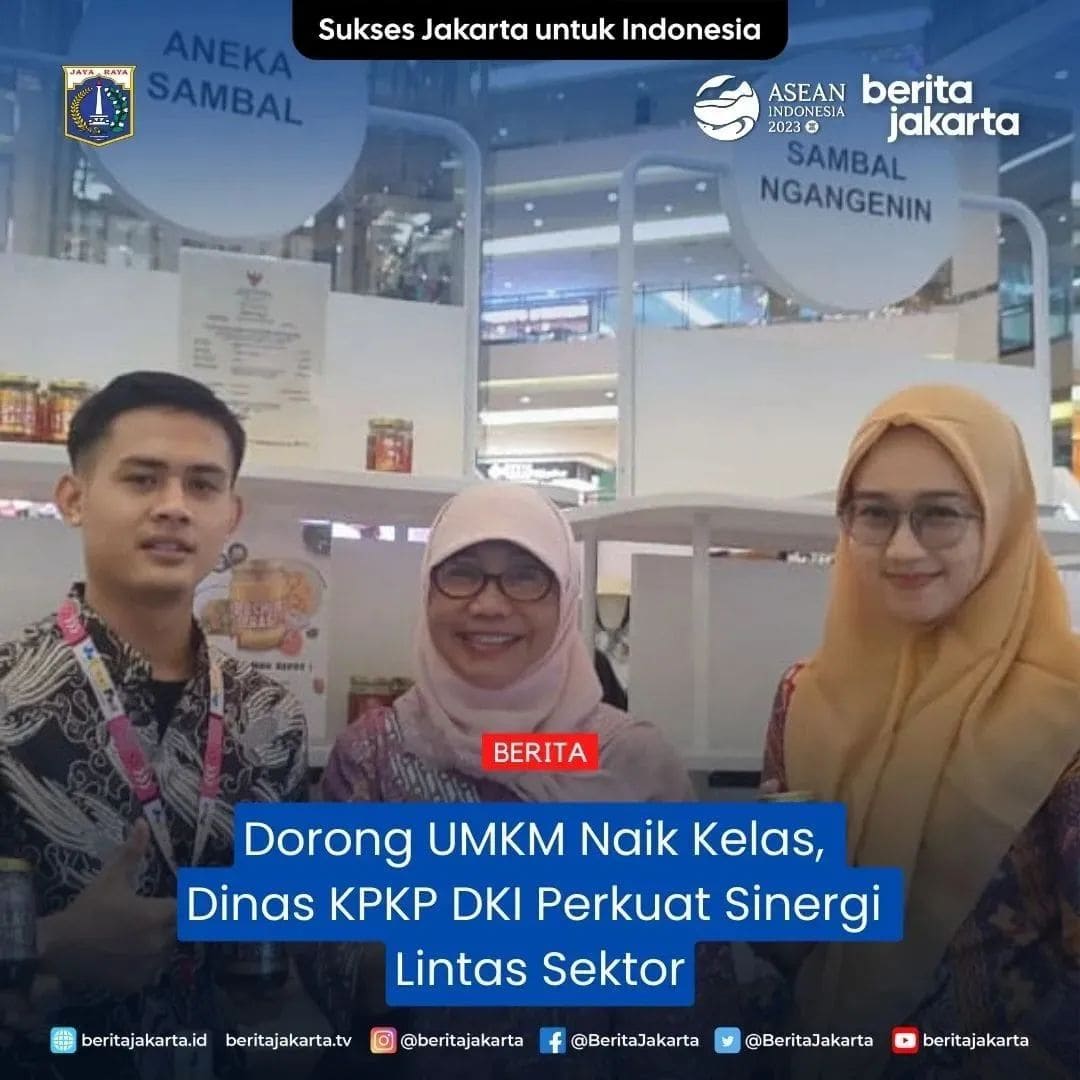 Sukses Jakarta untuk Indonesia
ANEKA
SAMBAL
JAYA RAYA
ASEAN
INDONESIA
2023
berita
jakarta
SAMBAL
NGANGENIN
BERITA
Dorong UMKM Naik Kelas,
Dinas KPKP DKI Perkuat Sinergi
Lintas Sektor
beritajakarta.id
beritajakarta.tv
@beritajakarta
@BeritaJakarta
@BeritaJakarta
beritajakarta